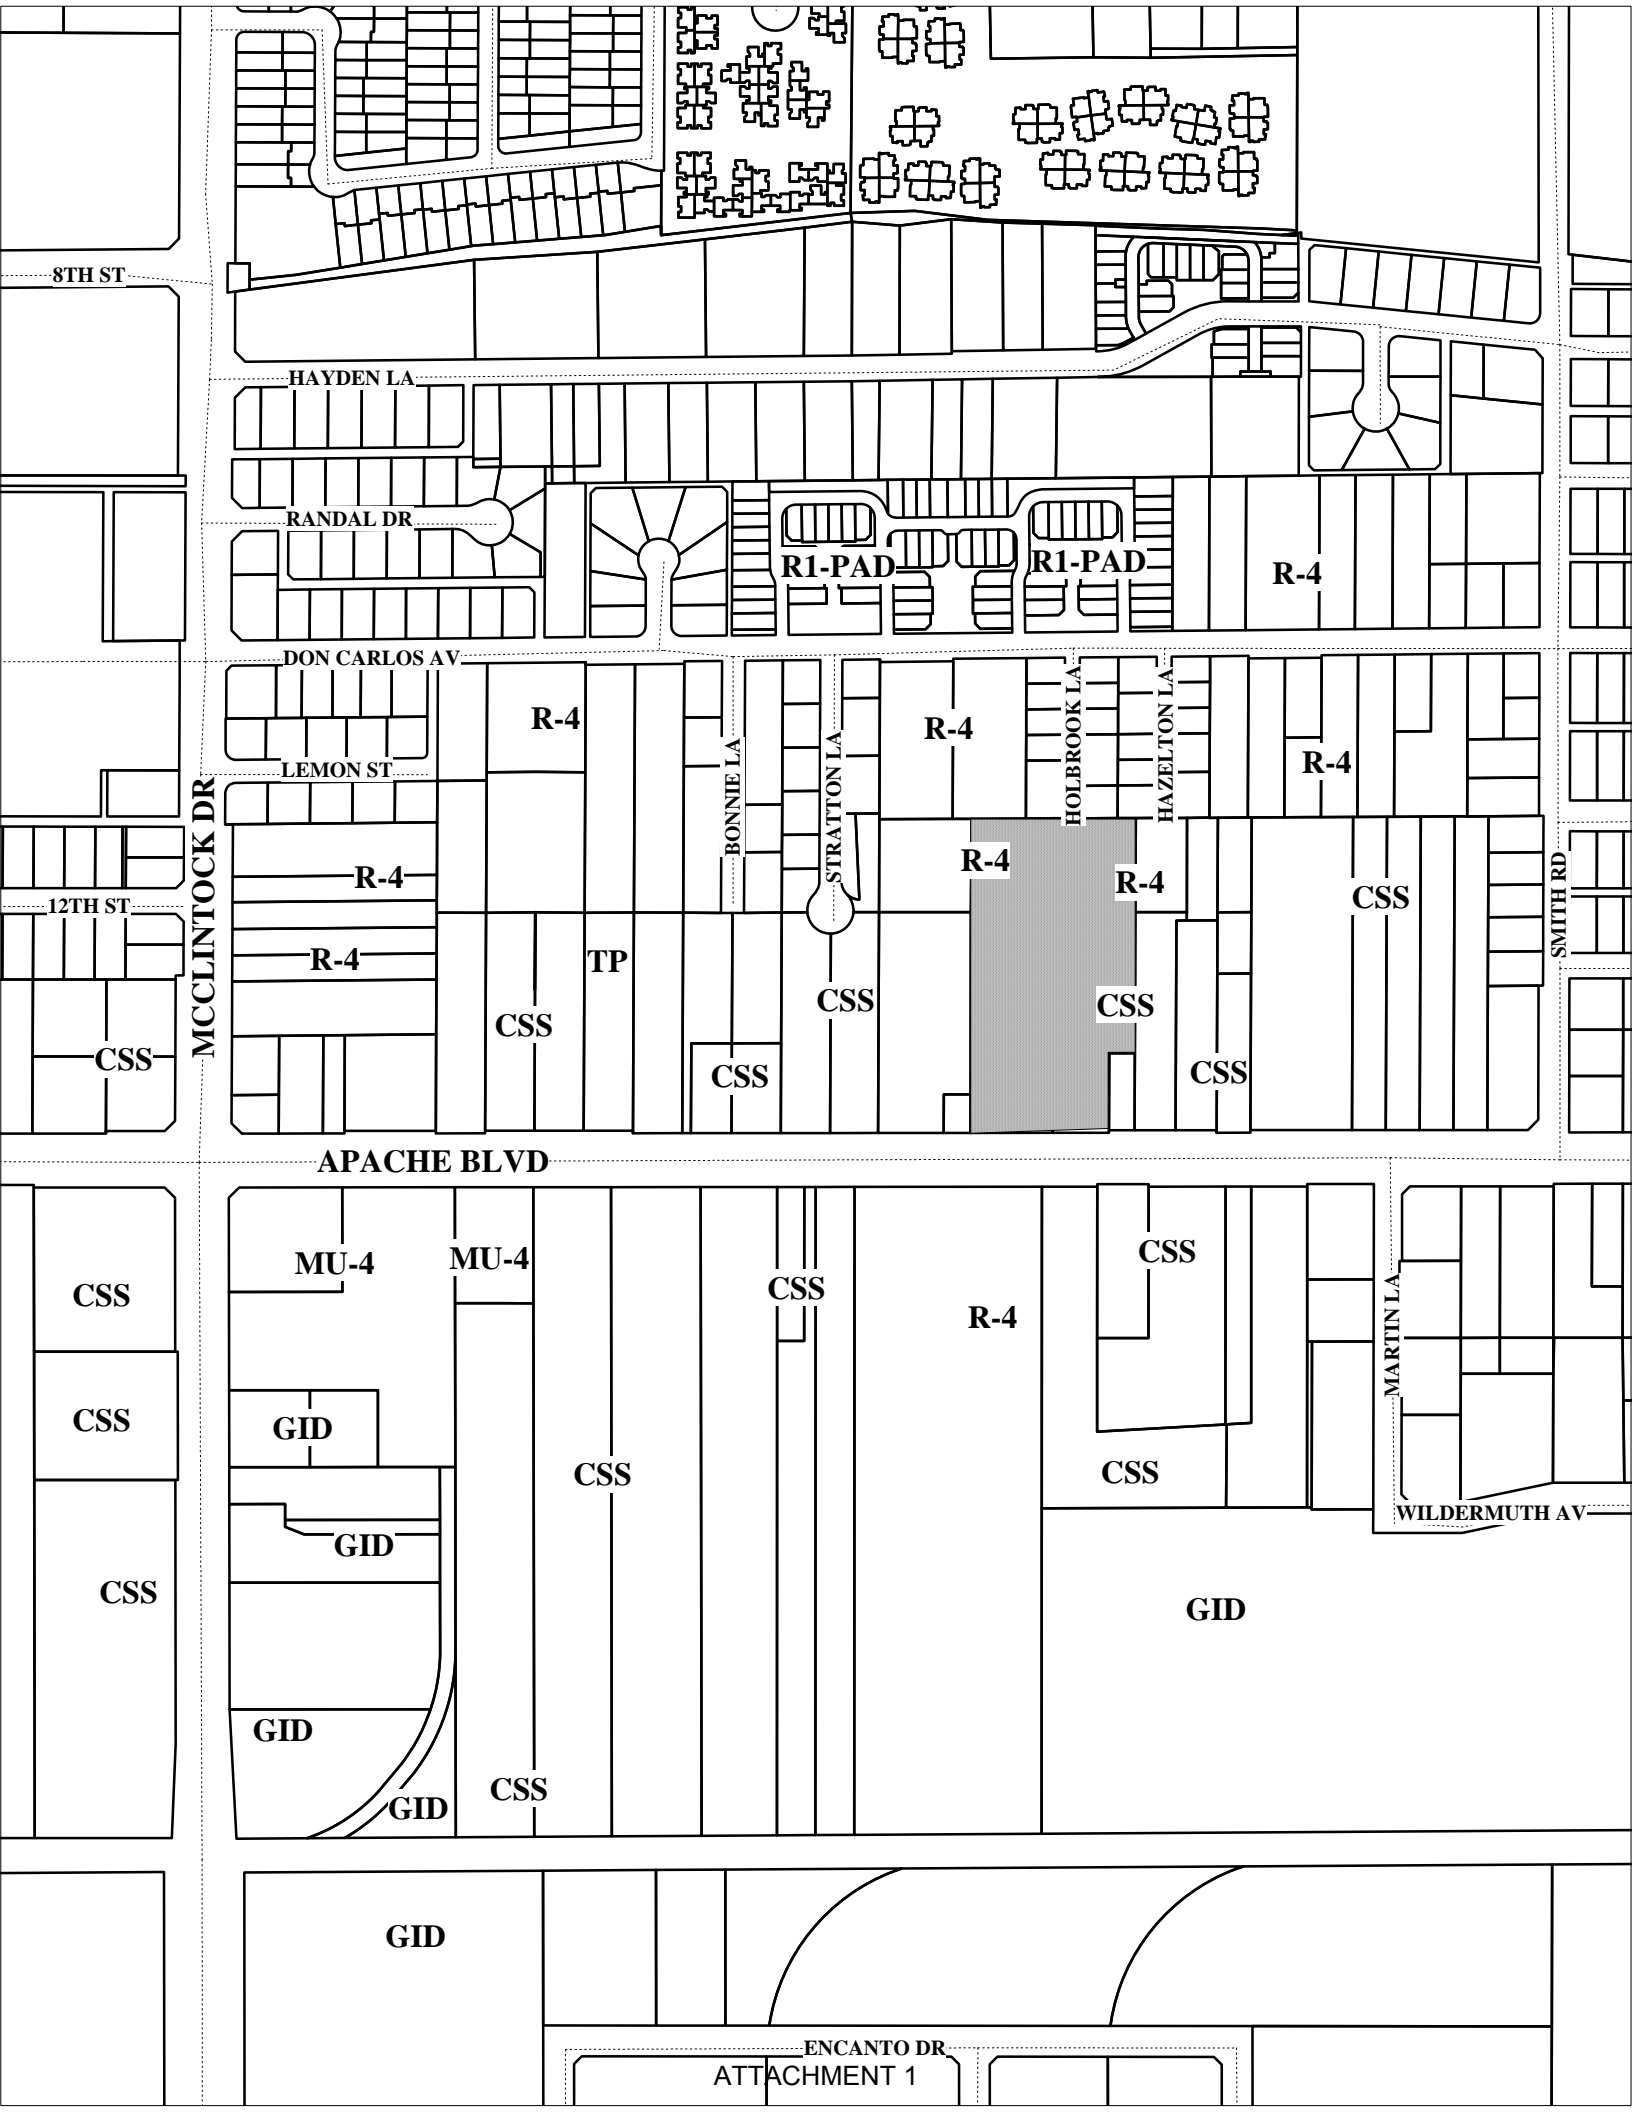 8TH ST
HAYDEN LA
RANDAL DR
R1-PAD
R1-PAD
R-4
DON CARLOS AV
R-4
R-4
HOLBROOK LA
HAZELTON LA
LEMON ST
BONNIE LA
STRATTON LA
R-4
MCCLINTOCK DR
R-4
R-4
R-4
CSS
SMITH RD
12TH ST
R-4
TP
CSS
CSS
CSS
CSS
CSS
CSS
APACHE BLVD
MU-4
MU-4
CSS
CSS
CSS
R-4
MARTIN LA
CSS
GID
CSS
CSS
WILDERMUTH AV
GID
CSS
GID
GID
CSS
GID
GID
ENCANTO DR
ATTACHMENT 1